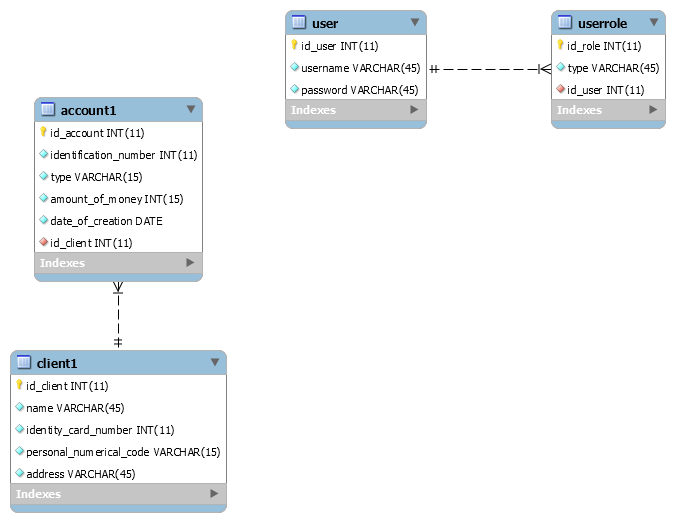 user
id_user INT(11)
username VARCHAR(45)
password VARCHAR(45)
Indexes
userrole
id_role INT(11)
type VARCHAR(45)
id_user INT(11)
Indexes
account1
id_account INT(11)
identification_number INT(11)
type VARCHAR(15)
amount_of_money INT(15)
date_of_creation DATE
id_client INT(11)
Indexes
client1
id_client INT(11)
name VARCHAR(45)
identity_card_number INT(11)
personal_numerical_code VARCHAR(15)
address VARCHAR(45)
Indexes